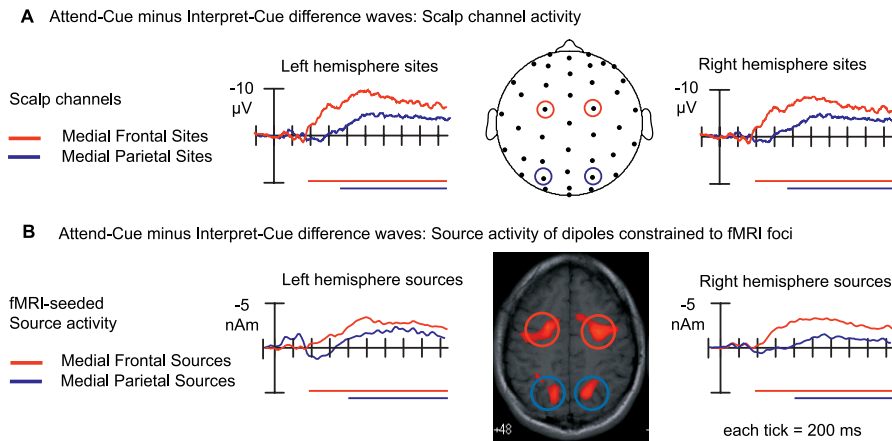 A Attend-Cue minus Interpret-Cue difference waves: Scalp channel activity
Left hemisphere sites
Right hemisphere sites
Scalp channels
-10
µV
-10
µV
Medial Frontal Sites
Medial Parietal Sites
B Attend-Cue minus Interpret-Cue difference waves: Source activity of dipoles constrained to fMRI foci
Left hemisphere sources
Right hemisphere sources
fMRI-seeded
Source activity
-5
nAm
-5
nAm
Medial Frontal Sources
Medial Parietal Sources
+48
each tick = 200 ms